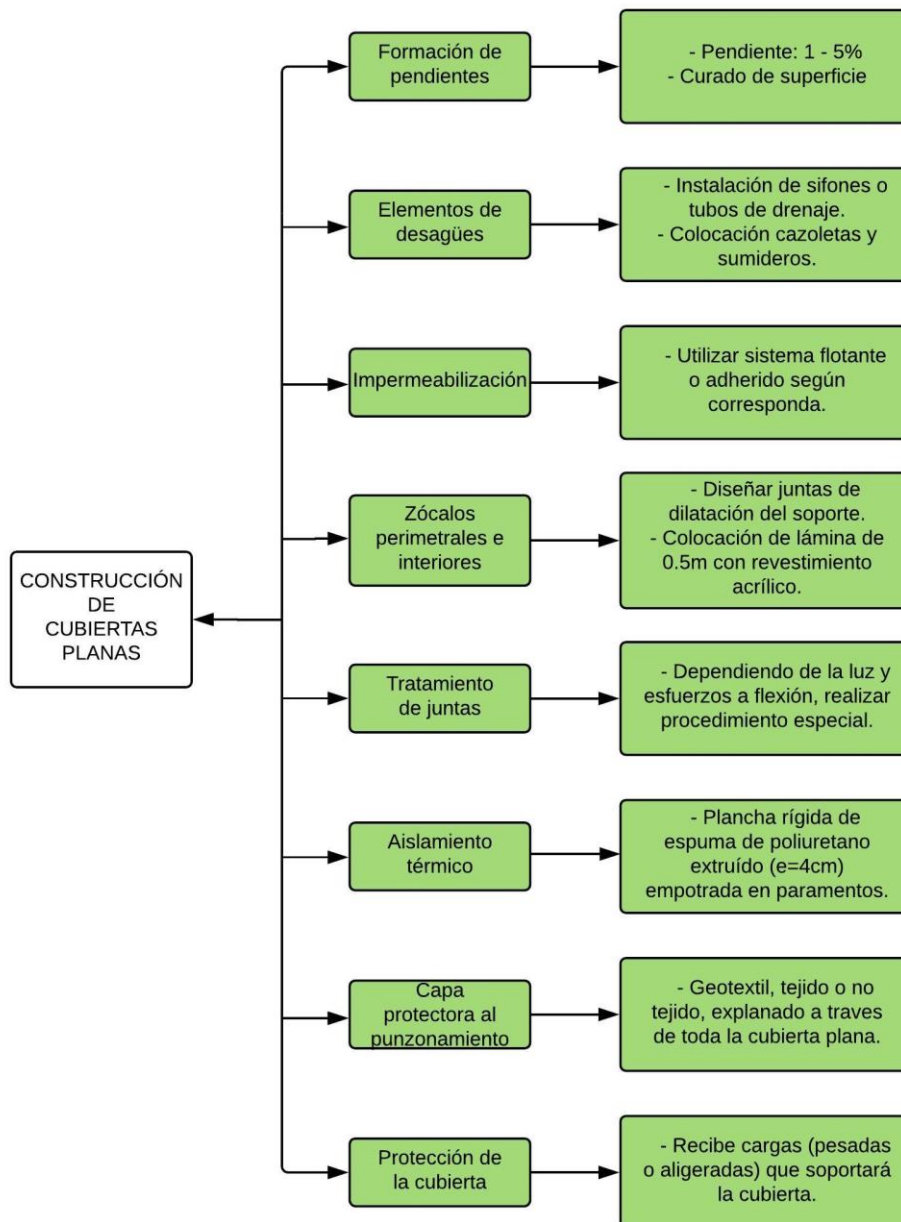 CONSTRUCCIÓN
DE
CUBIERTAS
PLANAS
Formación de
pendientes
- Pendiente: 1 - 5%
- Curado de superficie
Elementos de
desagües
- Instalación de sifones o
tubos de drenaje.
- Colocación cazoletas y
sumideros.
Impermeabilización
- Utilizar sistema flotante
o adherido según
corresponda.
Zócalos
perimetrales e
interiores
- Diseñar juntas de
dilatación del soporte.
- Colocación de lámina de
0.5m con revestimiento
acrílico.
Tratamiento
de juntas
- Dependiendo de la luz y
esfuerzos a flexión, realizar
procedimiento especial.
Aislamiento
térmico
- Plancha rígida de
espuma de poliuretano
extruído (e=4cm)
empotrada en paramentos.
Capa
protectora al
punzonamiento
- Geotextil, tejido o no
tejido, explanado a traves
de toda la cubierta plana.
Protección de
la cubierta
- Recibe cargas (pesadas
o aligeradas) que soportará
la cubierta.